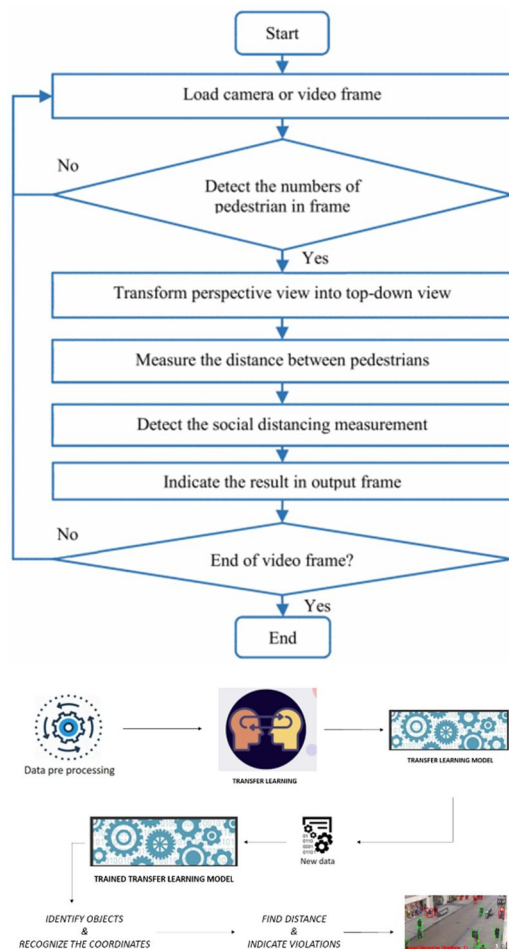 Start
Load camera or video frame
No
Detect the numbers of
pedestrian in frame
Yes
Transform perspective view into top-down view
Measure the distance between pedestrians
Detect the social distancing measurement
Indicate the result in output frame
No
End of video frame?
Yes
End
Data pre processing
TRANSFER LEARNING
TRANSFER LEARNING MODEL
New data
TRAINED TRANSFER LEARNING MODEL
IDENTIFY OBJECTS
&
RECOGNIZE THE COORDINATES
FIND DISTANCE
&
INDICATE VIOLATIONS